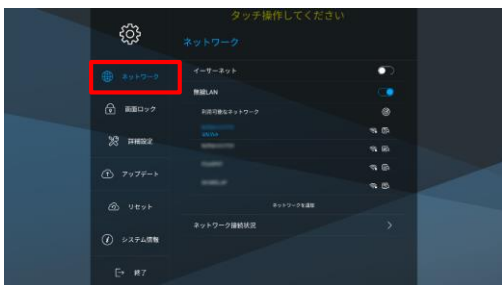 タッチ操作してください
ネットワーク
ネットワーク
イーサーネット
無線LAN
画面ロック
利用可能なネットワーク
詳細設定
アップデート
リセット
ネットワークを追加
ネットワーク接続状況
システム情報
終了